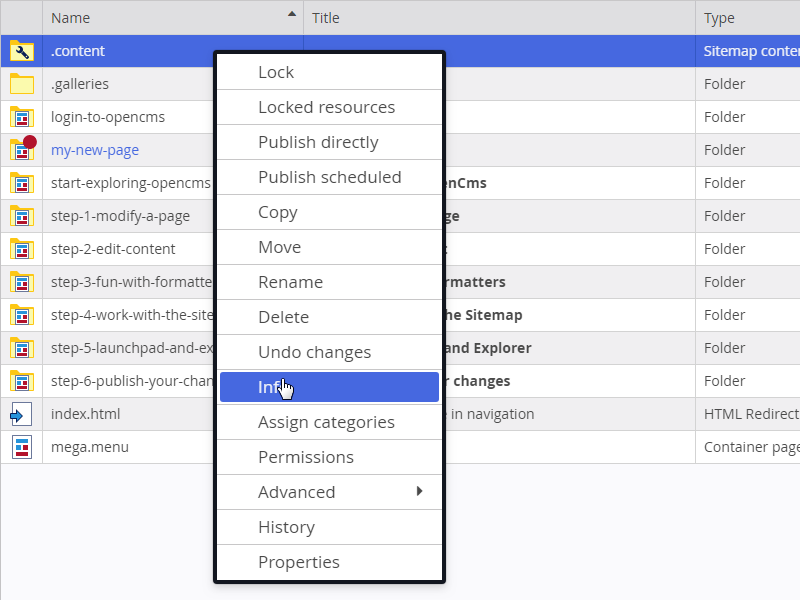 Name Title Type
.content Sitemap conte
.galleries Folder
login-to-opencms Folder
my-new-page Folder
start-exploring-opencms enCms Folder
step-1-modify-a-page ge Folder
step-2-edit-content Folder
step-3-fun-with-formatte rmatters Folder
step-4-work-with-the-site he Sitemap Folder
step-5-launchpad-and-ex and Explorer Folder
step-6-publish-your-chan r changes Folder
index.html e in navigation HTML Redirect
mega.menu Container page
Lock
Locked resources
Publish directly
Publish scheduled
Copy
Move
Rename
Delete
Undo changes
Inf
Assign categories
Permissions
Advanced
History
Properties